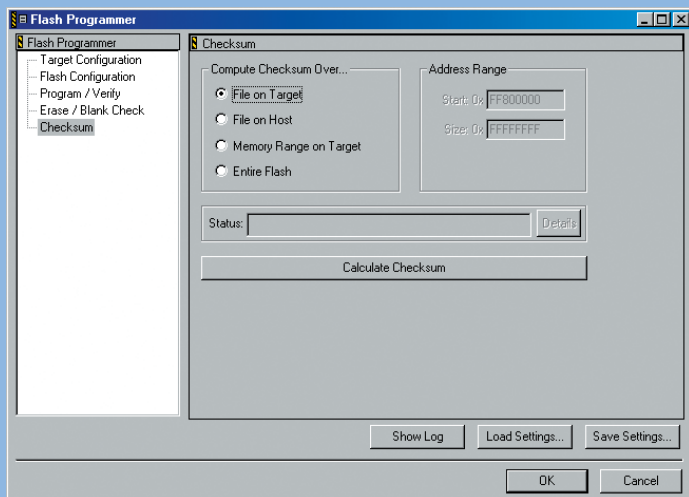 Flash Programmer
Flash Programmer
Target Configuration
Flash Configuration
Program / Verify
Erase / Blank Check
Checksum
Checksum
Compute Checksum Over...
File on Target
File on Host
Memory Range on Target
Entire Flash
Address Range
Start: 0x FF800000
Size: 0x FFFFFFFF
Status:
Details
Calculate Checksum
Show Log
Load Settings...
Save Settings...
OK
Cancel